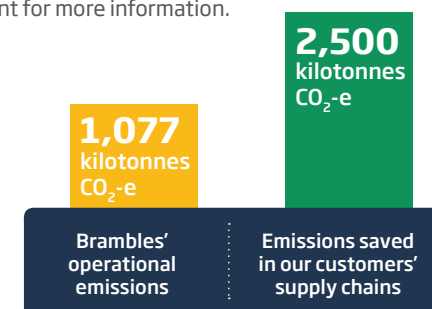 nt for more information.
2,500
kilotonnes
CO₂-e
1,077
kilotonnes
CO₂-e
Brambles'
operational
emissions
Emissions saved
in our customers'
supply chains